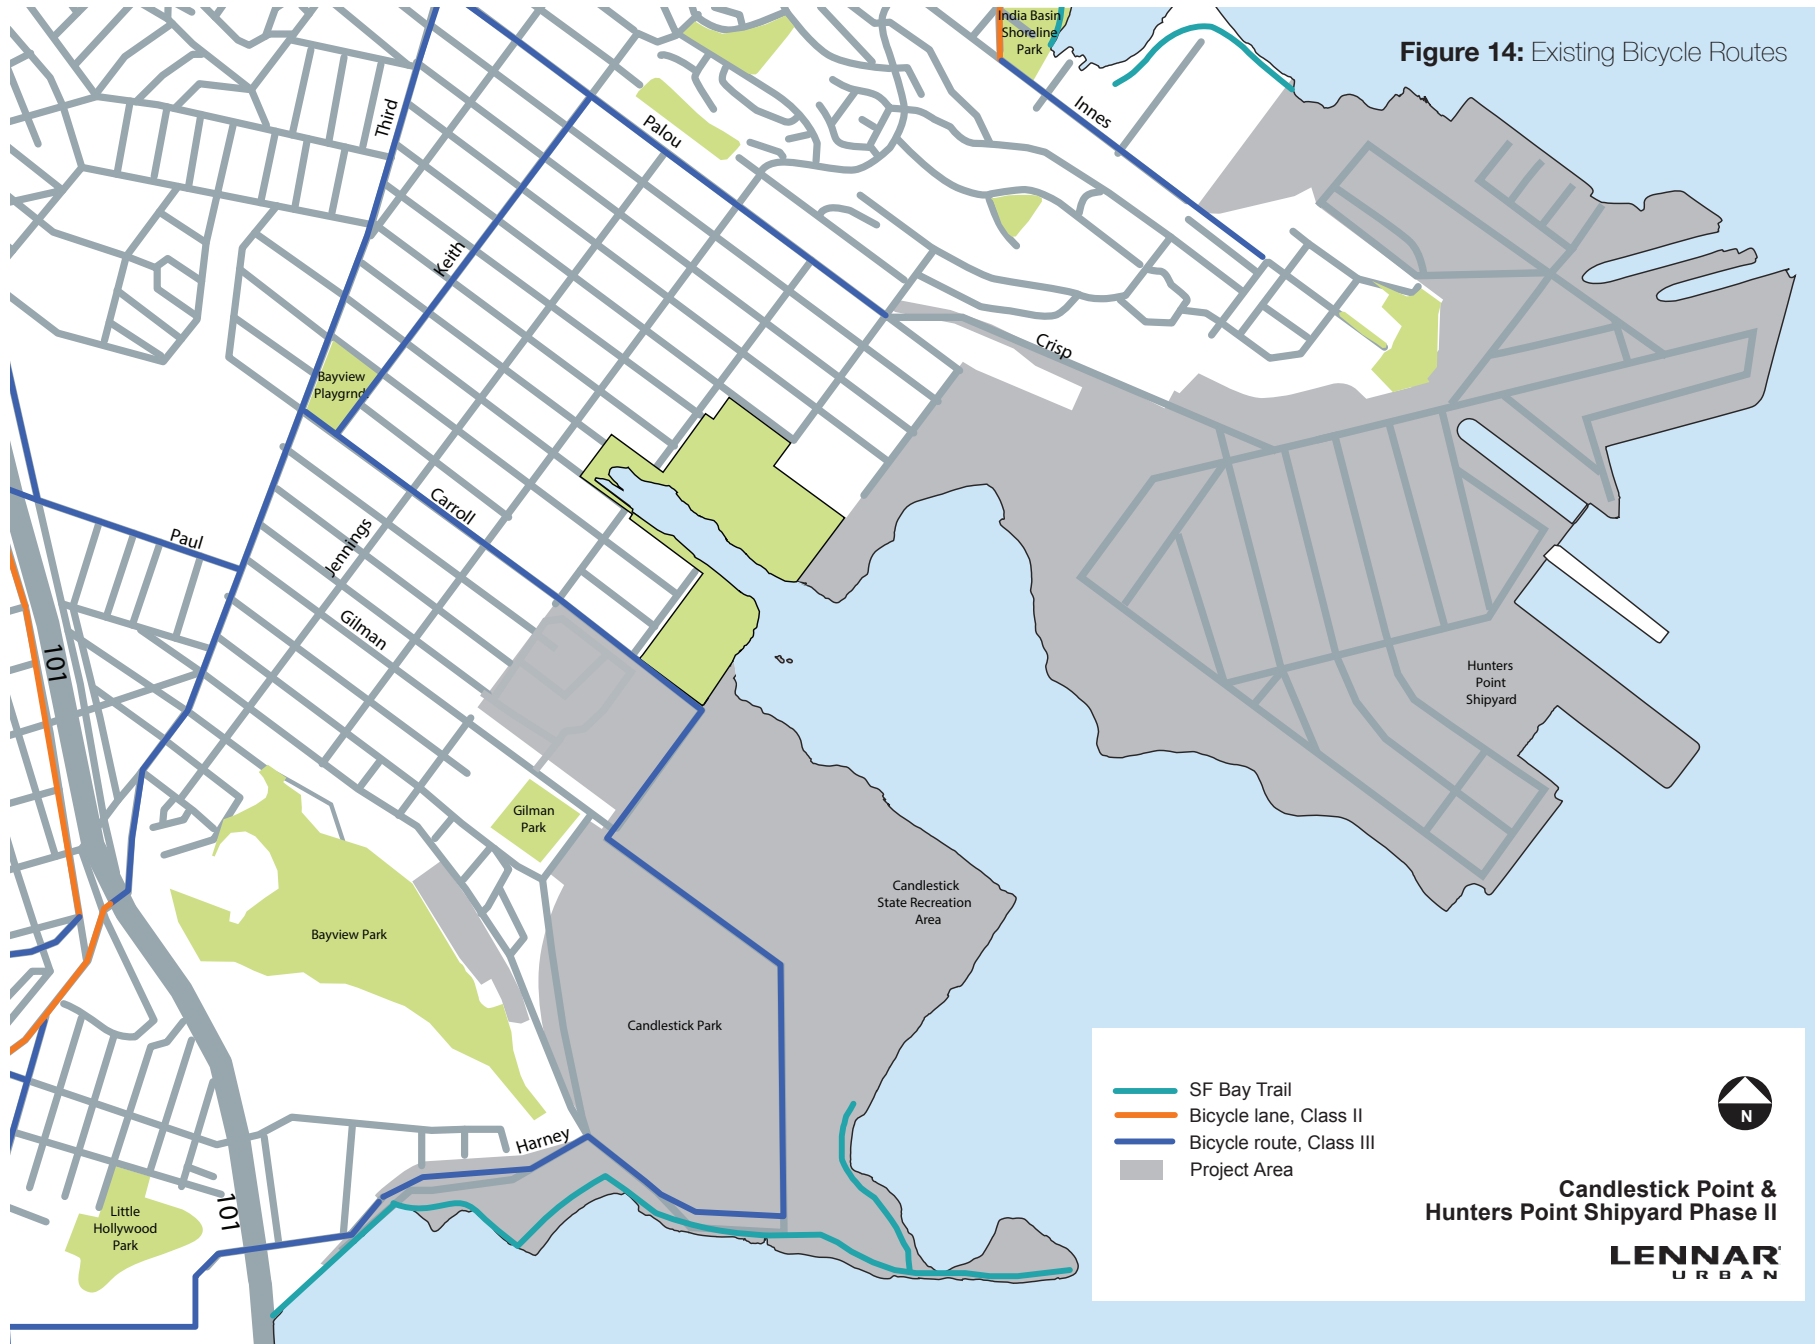 India Basin
Shoreline
Park
Figure 14: Existing Bicycle Routes
Third
Palou
Innes
Keith
Crisp
Bayview
Playgrnd.
Carroll
Paul
Jennings
Gilman
101
Hunters
Point
Shipyard
Gilman
Park
Candlestick
State Recreation
Area
Bayview Park
Candlestick Park
Harney
101
Little
Hollywood
Park
SF Bay Trail
Bicycle lane, Class II
Bicycle route, Class III
Project Area
N
Candlestick Point &
Hunters Point Shipyard Phase II
LENNAR
URBAN